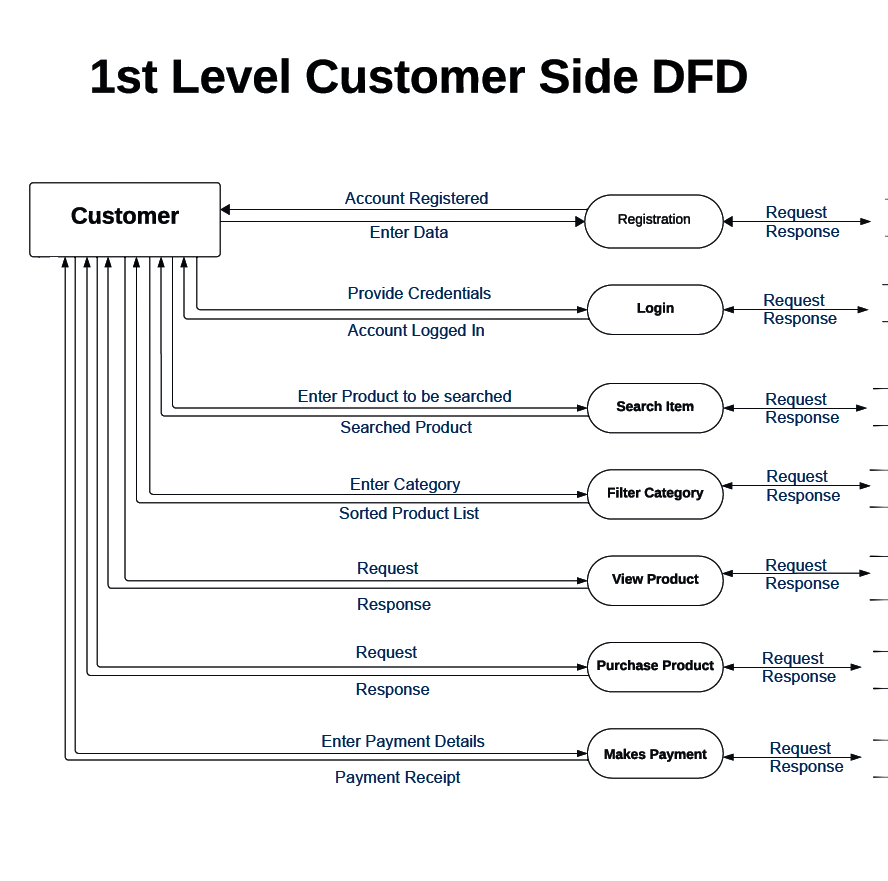 1st Level Customer Side DFD
Customer
Account Registered
Enter Data
Registration
Request
Response
Provide Credentials
Account Logged In
Login
Request
Response
Enter Product to be searched
Searched Product
Search Item
Request
Response
Enter Category
Sorted Product List
Filter Category
Request
Response
Request
Response
View Product
Request
Response
Request
Response
Purchase Product
Request
Response
Enter Payment Details
Payment Receipt
Makes Payment
Request
Response